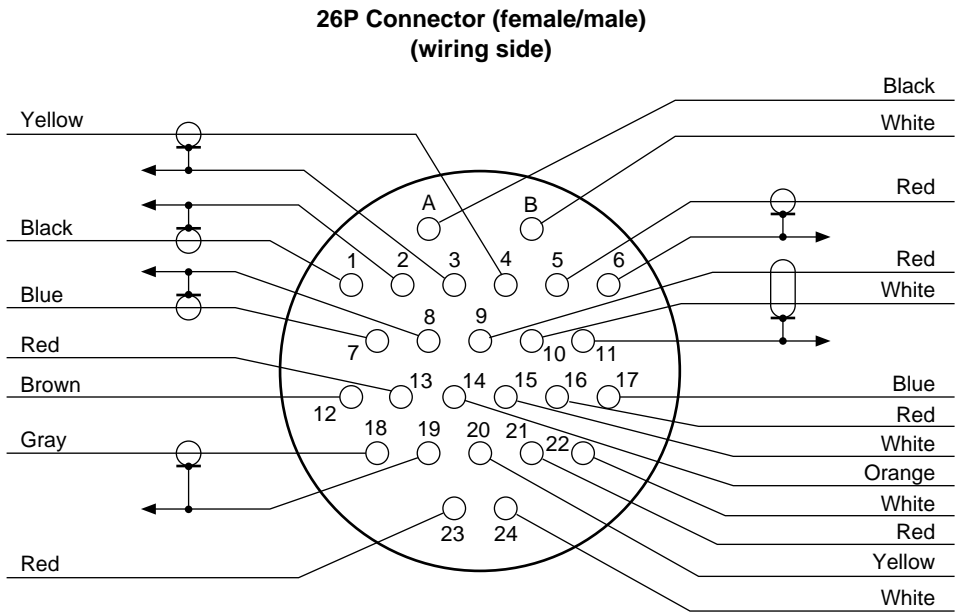 26P Connector (female/male)
(wiring side)
Black
Yellow
White
A
B
Red
Black
1
2
3
4
5
6
Red
Blue
White
8
9
7
10
11
Red
Brown
13
14
15
16
17
Blue
12
Red
Gray
18
19
20
21
22
White
Orange
White
23
24
Red
Red
Yellow
White